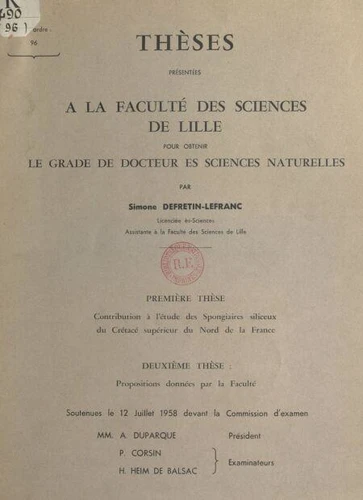 R
490
96 )
ordre
96
THÈSES
PRÉSENTÉES
A LA FACULTÉ DES SCIENCES
DE LILLE
POUR OBTENIR
LE GRADE DE DOCTEUR ES SCIENCES NATURELLES
PAR
Simone DEFRETIN-LEFRANC
Licenciée ès-Sciences
Assistante à la Faculté des Sciences de Lille
B.F.
PREMIÈRE THÈSE
Contribution à l'étude des Spongiaires siliceux
du Crétacé supérieur du Nord de la France
DEUXIÈME THÈSE :
Propositions données par la Faculté
Soutenues le 12 Juillet 1958 devant la Commission d'examen
MM. A. DUPARQUE Président
P. CORSIN
H. HEIM DE BALSAC } Examinateurs